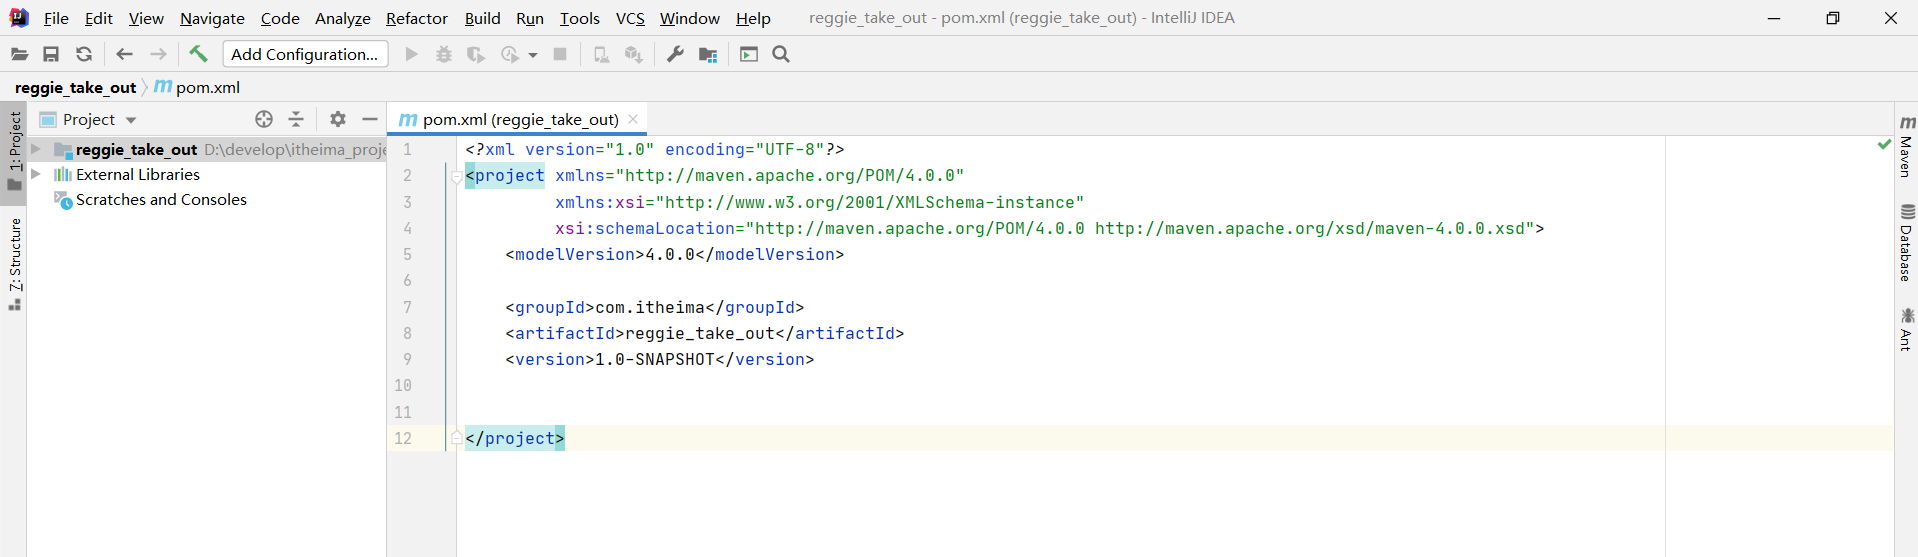 File Edit View Navigate Code Analyze Refactor Build Run Tools VCS Window Help reggie_take_out - pom.xml (reggie_take_out) - IntelliJ IDEA
Add Configuration...
reggie_take_out pom.xml
1: Project
7: Structure
Project
reggie_take_out D:\develop\itheima_proje
External Libraries
Scratches and Consoles
pom.xml (reggie_take_out)
1 <?xml version="1.0" encoding="UTF-8"?>
2 <project xmlns="http://maven.apache.org/POM/4.0.0"
3 xmlns:xsi="http://www.w3.org/2001/XMLSchema-instance"
4 xsi:schemaLocation="http://maven.apache.org/POM/4.0.0 http://maven.apache.org/xsd/maven-4.0.0.xsd">
5 <modelVersion>4.0.0</modelVersion>
6
7 <groupId>com.itheima</groupId>
8 <artifactId>reggie_take_out</artifactId>
9 <version>1.0-SNAPSHOT</version>
10
11
12 </project>
Maven
Database
Ant